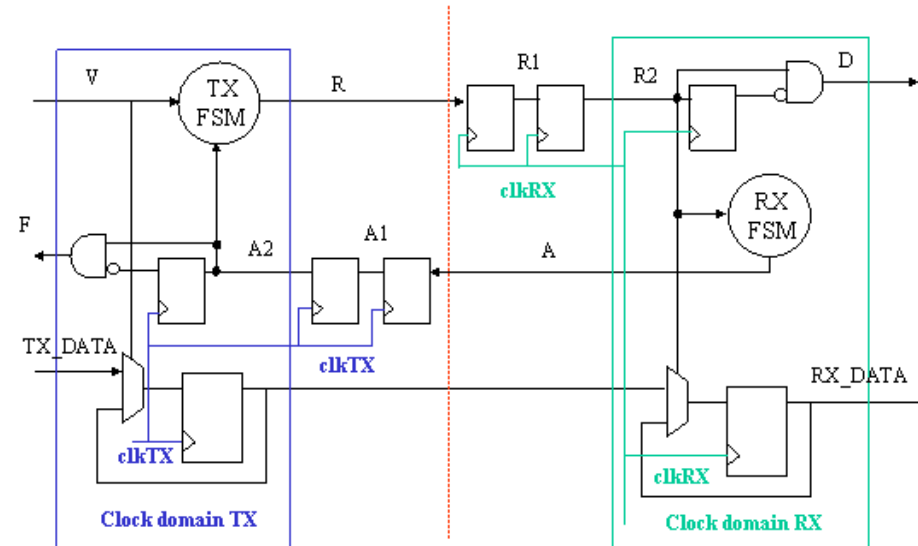 V
TX
FSM
R
R1
R2
D
clkRX
RX
FSM
F
A2
A1
A
TX_DATA
clkTX
RX_DATA
clkTX
clkRX
Clock domain TX
Clock domain RX